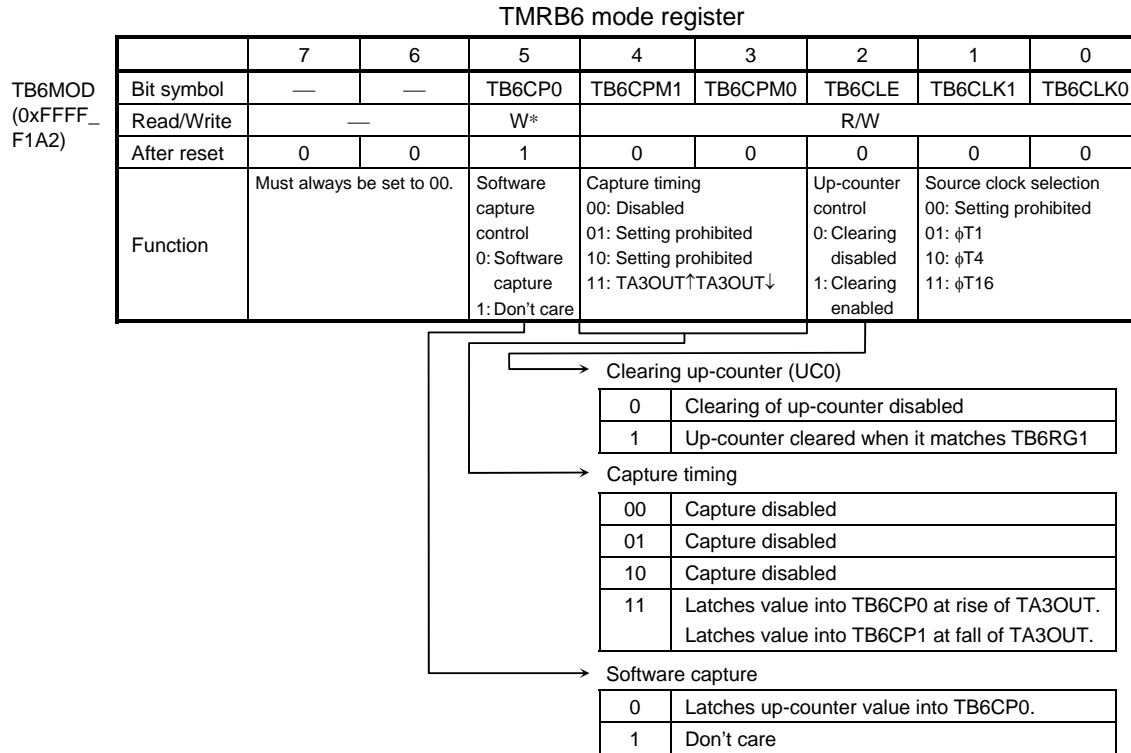 TMRB6 mode register
7 6 5 4 3 2 1 0
TB6MOD
(0xFFFF_
F1A2)
Bit symbol — — TB6CP0 TB6CPM1 TB6CPM0 TB6CLE TB6CLK1 TB6CLK0
Read/Write — W* R/W
After reset 0 0 1 0 0 0 0 0
Function
Must always be set to 00.
Software
capture
control
0: Software
capture
1: Don't care
Capture timing
00: Disabled
01: Setting prohibited
10: Setting prohibited
11: TA3OUT↑TA3OUT↓
Up-counter
control
0: Clearing
disabled
1: Clearing
enabled
Source clock selection
00: Setting prohibited
01: ϕT1
10: ϕT4
11: ϕT16
Clearing up-counter (UC0)
0 Clearing of up-counter disabled
1 Up-counter cleared when it matches TB6RG1
Capture timing
00 Capture disabled
01 Capture disabled
10 Capture disabled
11 Latches value into TB6CP0 at rise of TA3OUT.
Latches value into TB6CP1 at fall of TA3OUT.
Software capture
0 Latches up-counter value into TB6CP0.
1 Don't care